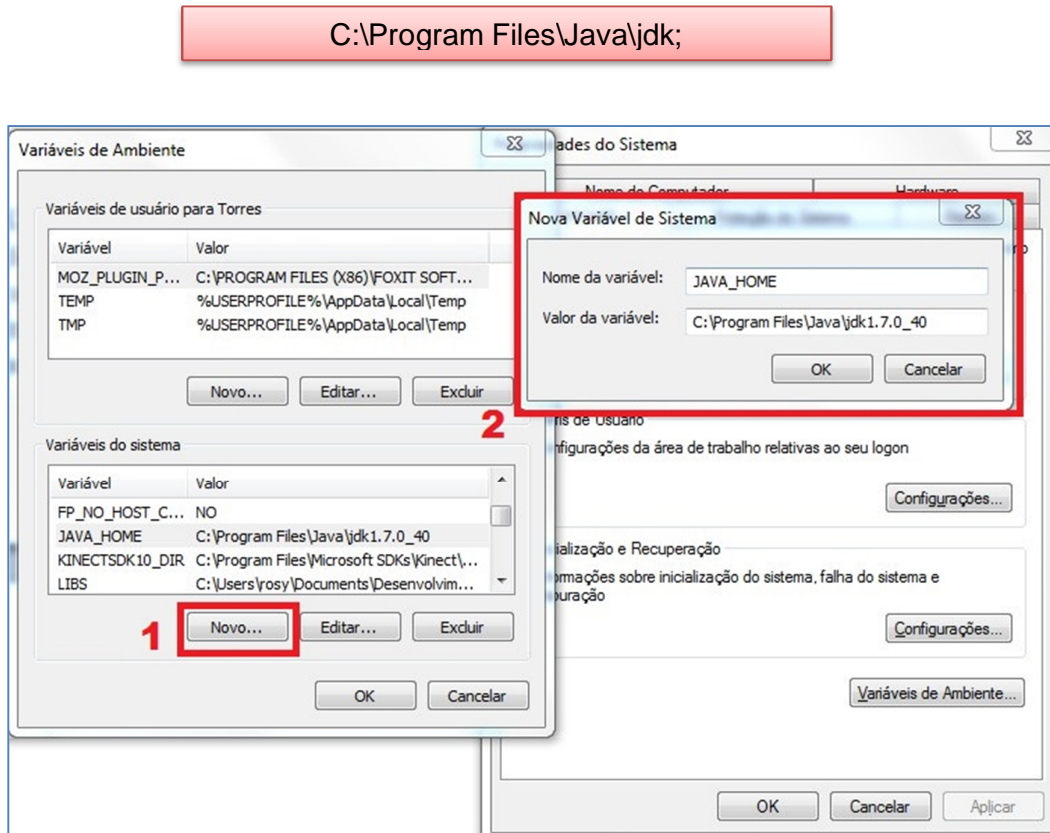 C:\Program Files\Java\jdk;
Variáveis de Ambiente
Variáveis de usuário para Torres
Variável Valor
MOZ_PLUGIN_P... C:\PROGRAM FILES (X86)\FOXIT SOFT...
TEMP %USERPROFILE%\AppData\Local\Temp
TMP %USERPROFILE%\AppData\Local\Temp
Novo... Editar... Excluir
2
Variáveis do sistema
Variável Valor
FP_NO_HOST_C... NO
JAVA_HOME C:\Program Files\Java\jdk1.7.0_40
KINECTSDK10_DIR C:\Program Files\Microsoft SDKs\Kinect\...
LIBS C:\Users\rosy\Documents\Desenvolvim...
1
Novo... Editar... Excluir
OK Cancelar
ades do Sistema
Nome do Computador Hardware
Nova Variável de Sistema
Nome da variável: JAVA_HOME
Valor da variável: C:\Program Files\Java\jdk1.7.0_40
OK Cancelar
fis de Usuário
nfigurações da área de trabalho relativas ao seu logon
Configurações...
ialização e Recuperação
ormações sobre inicialização do sistema, falha do sistema e
puração
Configurações...
Variáveis de Ambiente...
OK Cancelar Aplicar